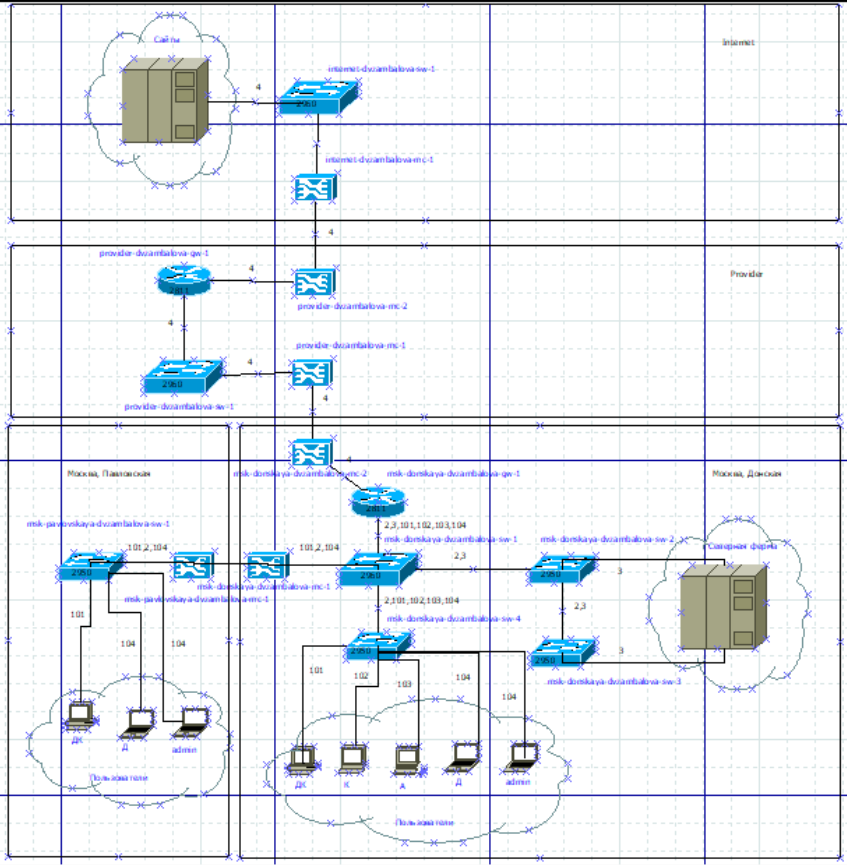 Сайты
Internet
internet-dvzambalova-sw-1
4
2960
internet-dvzambalova-mc-1
4
provider-dvzambalova-gw-1
4
Provider
2811
provider-dvzambalova-mc-2
4
provider-dvzambalova-mc-1
4
2960
4
provider-dvzambalova-sw-1
4
Москва, Павловская
msk-donskaya-dvzambalova-mc-2
msk-donskaya-dvzambalova-gw-1
Москва, Донская
2811
msk-pavlovskaya-dvzambalova-sw-1
2,3,101,102,103,104
msk-donskaya-dvzambalova-sw-1
msk-donskaya-dvzambalova-sw-2
Серверная ферма
101,2,104
101,2,104
2,3
2950
2960
2950
3
msk-donskaya-dvzambalova-mc-1
msk-pavlovskaya-dvzambalova-mc-1
2,101,102,103,104
2,3
101
msk-donskaya-dvzambalova-sw-4
104
104
2950
2950
3
101
102
103
104
104
msk-donskaya-dvzambalova-sw-3
ДК
Д
admin
Пользователи
ДК
К
А
Д
admin
Пользователи